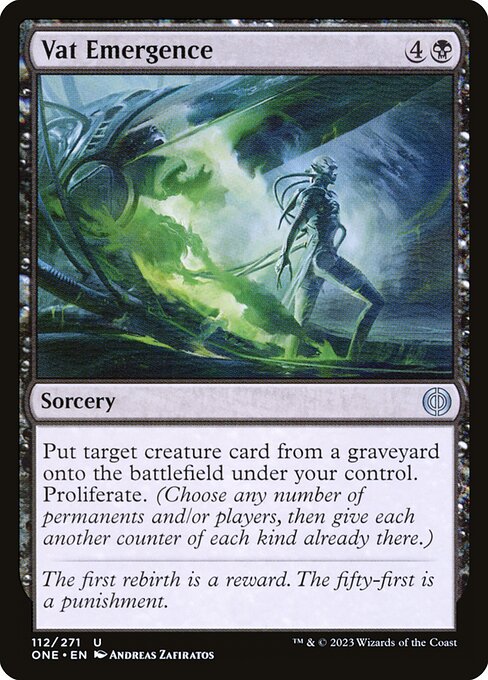 Vat Emergence 4
Sorcery
Put target creature card from a graveyard
onto the battlefield under your control.
Proliferate. (Choose any number of
permanents and/or players, then give each
another counter of each kind already there.)
The first rebirth is a reward. The fifty-first is
a punishment.
112/271 U
ONE • EN Andreas Zafiratos
™ & © 2023 Wizards of the Coast